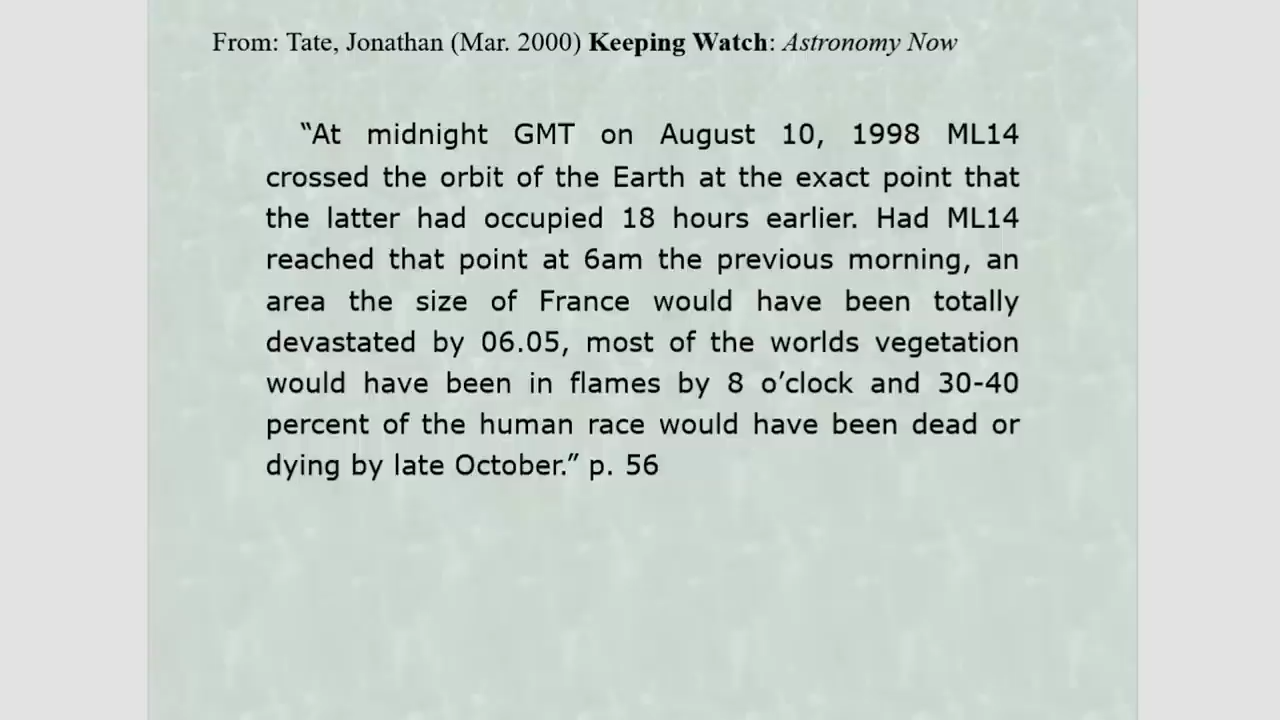 From: Tate, Jonathan (Mar. 2000) Keeping Watch: Astronomy Now
“At midnight GMT on August 10, 1998 ML14
crossed the orbit of the Earth at the exact point that
the latter had occupied 18 hours earlier. Had ML14
reached that point at 6am the previous morning, an
area the size of France would have been totally
devastated by 06.05, most of the worlds vegetation
would have been in flames by 8 o’clock and 30-40
percent of the human race would have been dead or
dying by late October.” p. 56